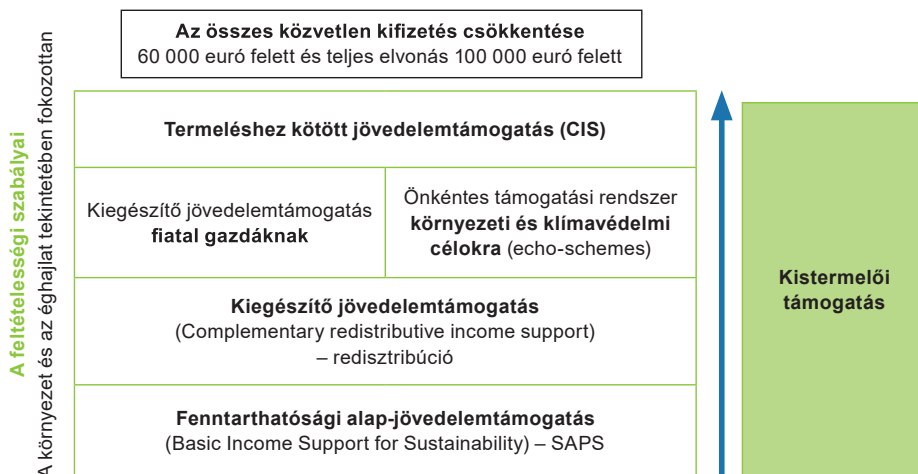 Az összes közvetlen kifizetés csökkentése
60 000 euró felett és teljes elvonás 100 000 euró felett
A feltételességi szabályai
A környezet és az éghajlat tekintetében fokozottan
Termeléshez kötött jövedelemtámogatás (CIS)
Kiegészítő jövedelemtámogatás
fiatal gazdáknak
Önkéntes támogatási rendszer
környezeti és klímavédelmi
célokra (echo-schemes)
Kiegészítő jövedelemtámogatás
(Complementary redistributive income support)
– redisztribúció
Fenntarthatósági alap-jövedelemtámogatás
(Basic Income Support for Sustainability) – SAPS
Kistermelői
támogatás